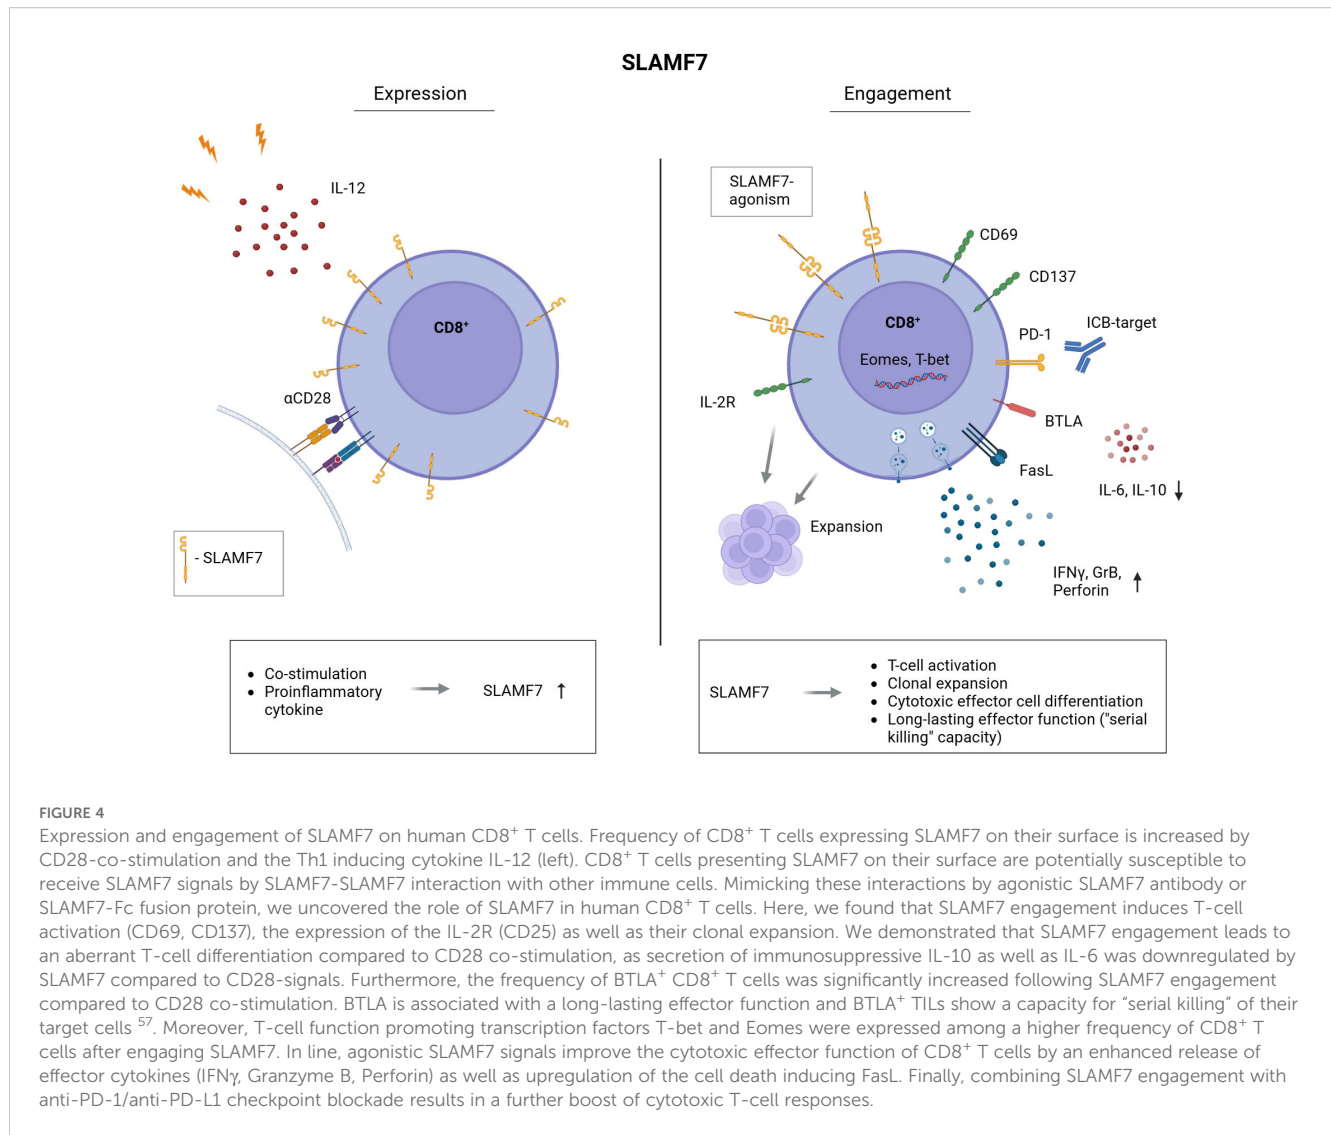 SLAMF7
Expression
IL-12
CD8⁺
αCD28
- SLAMF7
• Co-stimulation
• Proinflammatory
cytokine
SLAMF7 ↑
Engagement
SLAMF7-
agonism
CD69
CD137
CD8⁺
PD-1
ICB-target
Eomes, T-bet
IL-2R
BTLA
FasL
IL-6, IL-10 ↓
Expansion
IFNγ, GrB,
Perforin ↑
SLAMF7
• T-cell activation
• Clonal expansion
• Cytotoxic effector cell differentiation
• Long-lasting effector function ("serial
killing" capacity)
FIGURE 4
Expression and engagement of SLAMF7 on human CD8⁺ T cells. Frequency of CD8⁺ T cells expressing SLAMF7 on their surface is increased by
CD28-co-stimulation and the Th1 inducing cytokine IL-12 (left). CD8⁺ T cells presenting SLAMF7 on their surface are potentially susceptible to
receive SLAMF7 signals by SLAMF7-SLAMF7 interaction with other immune cells. Mimicking these interactions by agonistic SLAMF7 antibody or
SLAMF7-Fc fusion protein, we uncovered the role of SLAMF7 in human CD8⁺ T cells. Here, we found that SLAMF7 engagement induces T-cell
activation (CD69, CD137), the expression of the IL-2R (CD25) as well as their clonal expansion. We demonstrated that SLAMF7 engagement leads to
an aberrant T-cell differentiation compared to CD28 co-stimulation, as secretion of immunosuppressive IL-10 as well as IL-6 was downregulated by
SLAMF7 compared to CD28-signals. Furthermore, the frequency of BTLA⁺ CD8⁺ T cells was significantly increased following SLAMF7 engagement
compared to CD28 co-stimulation. BTLA is associated with a long-lasting effector function and BTLA⁺ TILs show a capacity for "serial killing" of their
target cells ⁵⁷. Moreover, T-cell function promoting transcription factors T-bet and Eomes were expressed among a higher frequency of CD8⁺ T
cells after engaging SLAMF7. In line, agonistic SLAMF7 signals improve the cytotoxic effector function of CD8⁺ T cells by an enhanced release of
effector cytokines (IFNγ, Granzyme B, Perforin) as well as upregulation of the cell death inducing FasL. Finally, combining SLAMF7 engagement with
anti-PD-1/anti-PD-L1 checkpoint blockade results in a further boost of cytotoxic T-cell responses.